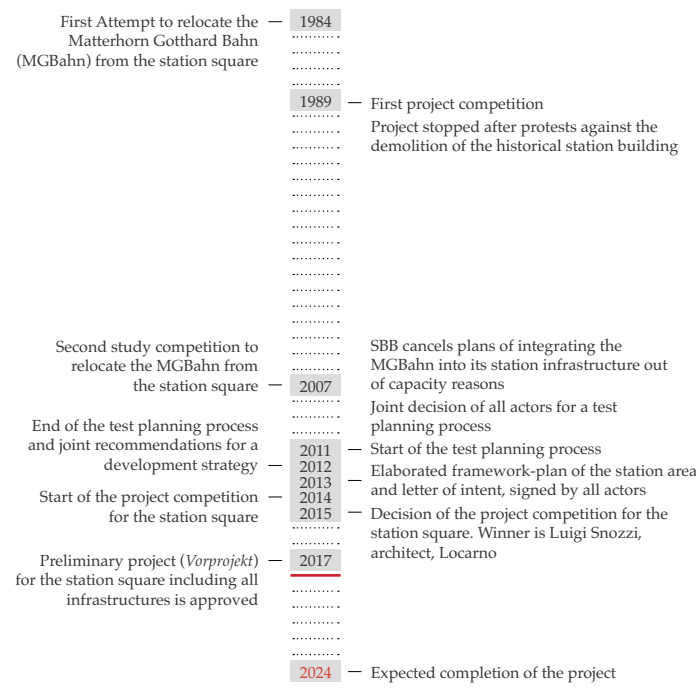 First Attempt to relocate the — 1984
Matterhorn Gotthard Bahn
(MGBahn) from the station square
1989 — First project competition
Project stopped after protests against the
demolition of the historical station building
Second study competition to
relocate the MGBahn from
the station square — 2007
SBB cancels plans of integrating the
MGBahn into its station infrastructure out
of capacity reasons
Joint decision of all actors for a test
planning process
End of the test planning process
and joint recommendations for a
development strategy — 2012
2011 — Start of the test planning process
2013 — Elaborated framework-plan of the station area
and letter of intent, signed by all actors
Start of the project competition — 2014
for the station square
2015 — Decision of the project competition for the
station square. Winner is Luigi Snozzi,
architect, Locarno
Preliminary project (Vorprojekt) — 2017
for the station square including all
infrastructures is approved
2024 — Expected completion of the project